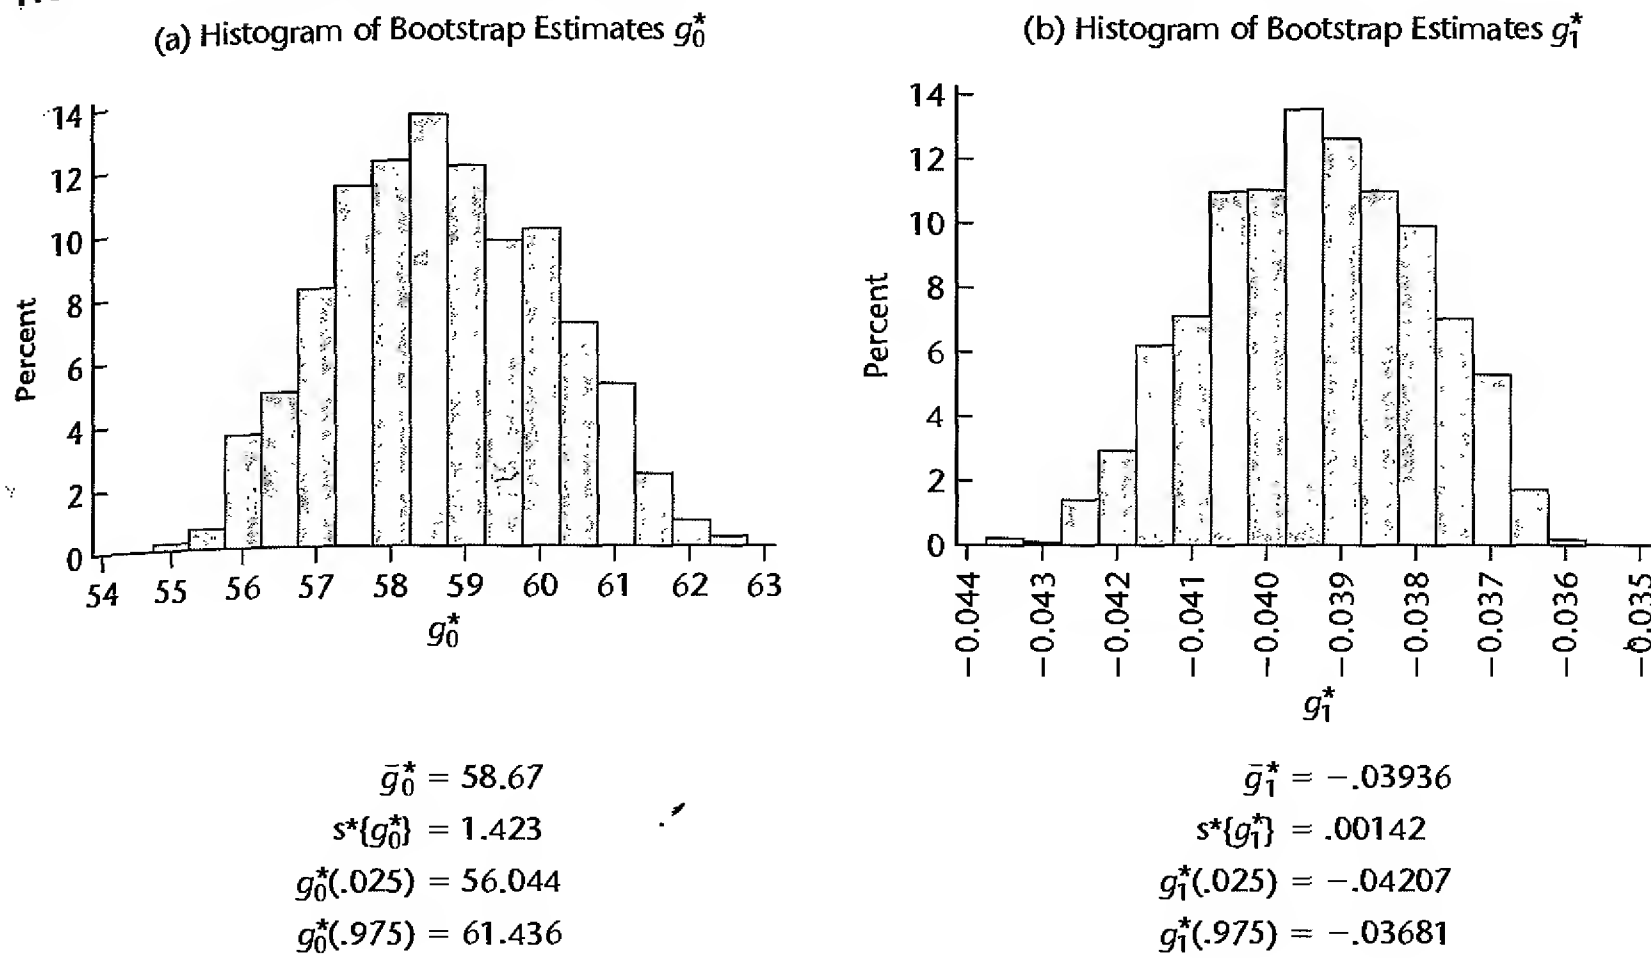 (a) Histogram of Bootstrap Estimates g₀*
14
12
10
8
6
4
2
0
Percent
54 55 56 57 58 59 60 61 62 63
g₀*
ḡ₀* = 58.67
s*{g₀*} = 1.423
g₀*(.025) = 56.044
g₀*(.975) = 61.436
(b) Histogram of Bootstrap Estimates g₁*
14
12
10
8
6
4
2
0
Percent
−0.044 −0.043 −0.042 −0.041 −0.040 −0.039 −0.038 −0.037 −0.036 −0.035
g₁*
ḡ₁* = −.03936
s*{g₁*} = .00142
g₁*(.025) = −.04207
g₁*(.975) = −.03681